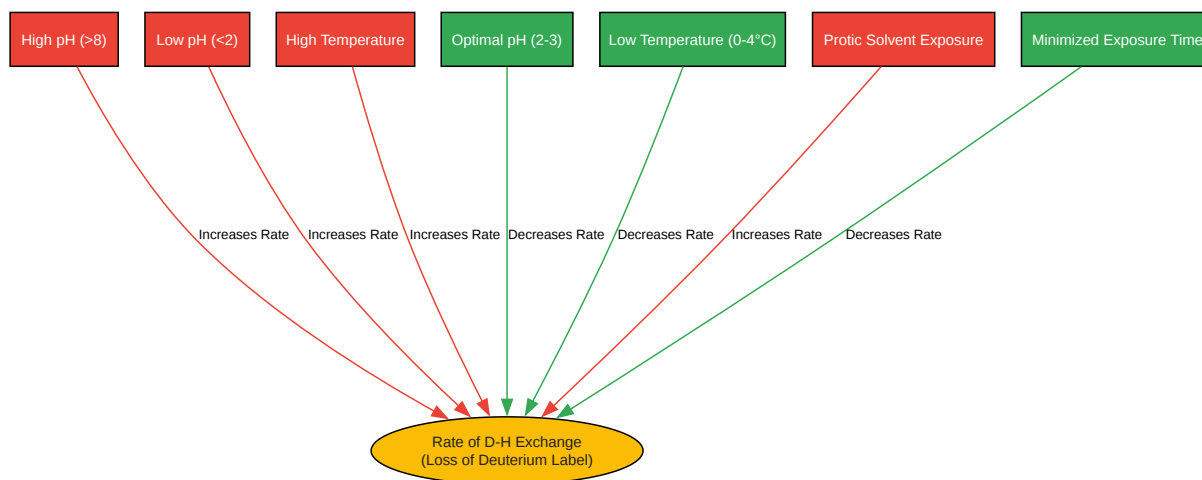 High pH (>8)
Low pH (<2)
High Temperature
Optimal pH (2-3)
Low Temperature (0-4°C)
Protic Solvent Exposure
Minimized Exposure Time
Increases Rate
Increases Rate
Increases Rate
Decreases Rate
Decreases Rate
Increases Rate
Decreases Rate
Rate of D-H Exchange
(Loss of Deuterium Label)